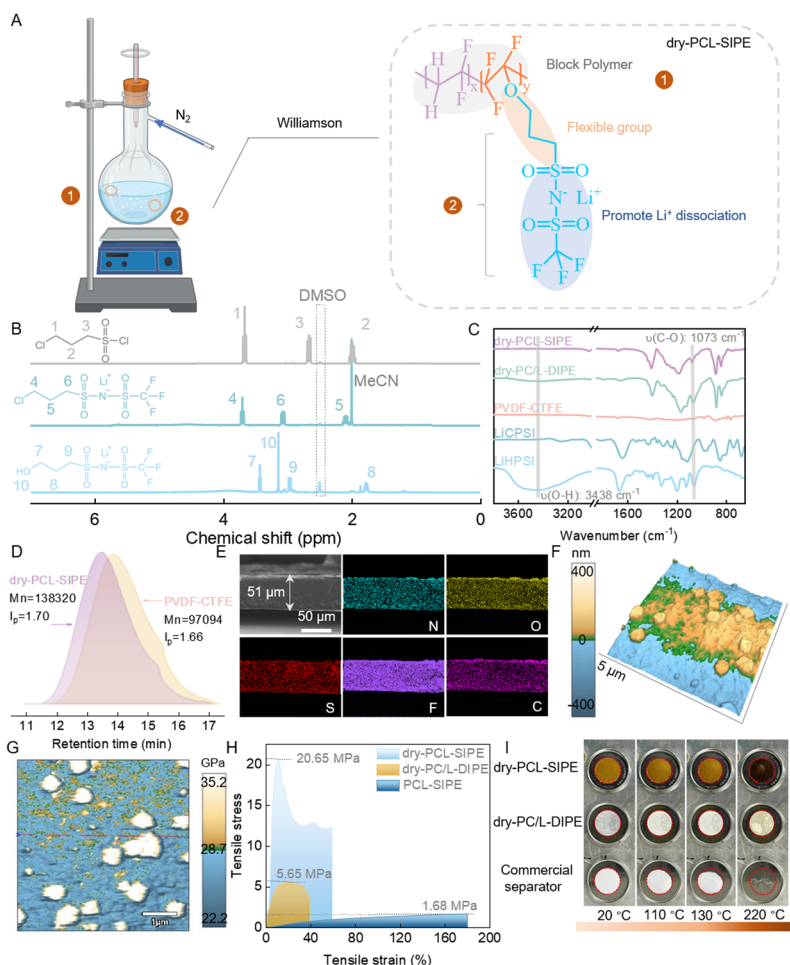 A
N₂
Williamson
1
2
dry-PCL-SIPE
Block Polymer
1
Flexible group
2
Promote Li⁺ dissociation
H
F
F
F
x
y
H
F
F
O
O=S=O
N⁻ Li⁺
O=S=O
F
F
F
B
DMSO
1
3
2
1
3
O
Cl
S
Cl
2
O
MeCN
4
6
5
4
6
O
Li⁺
O
F
Cl
S
N⁻
S
C
F
5
O
O
F
10
7
9
8
7
9
O
Li⁺
O
F
HO
S
N⁻
S
C
F
10
8
O
O
F
6
4
2
0
Chemical shift (ppm)
C
υ(C-O): 1073 cm⁻¹
dry-PCL-SIPE
dry-PC/L-DIPE
PVDF-CTFE
LiCPSI
LiHPSI
υ(O-H): 3438 cm⁻¹
3600
3000
1600
1200
800
Wavenumber (cm⁻¹)
D
dry-PCL-SIPE
Mn=138320
Iₚ=1.70
PVDF-CTFE
Mn=97094
Iₚ=1.66
11 12 13 14 15 16 17
Retention time (min)
E
51 μm
50 μm
N
O
S
F
C
F
nm
400
0
-400
5 μm
G
GPa
35.2
28.7
22.2
1μm
H
20.65 MPa
dry-PCL-SIPE
dry-PC/L-DIPE
PCL-SIPE
5.65 MPa
1.68 MPa
20
15
10
5
0
Tensile stress
0 40 80 120 160 200
Tensile strain (%)
I
dry-PCL-SIPE
dry-PC/L-DIPE
Commercial
separator
20 °C 110 °C 130 °C 220 °C